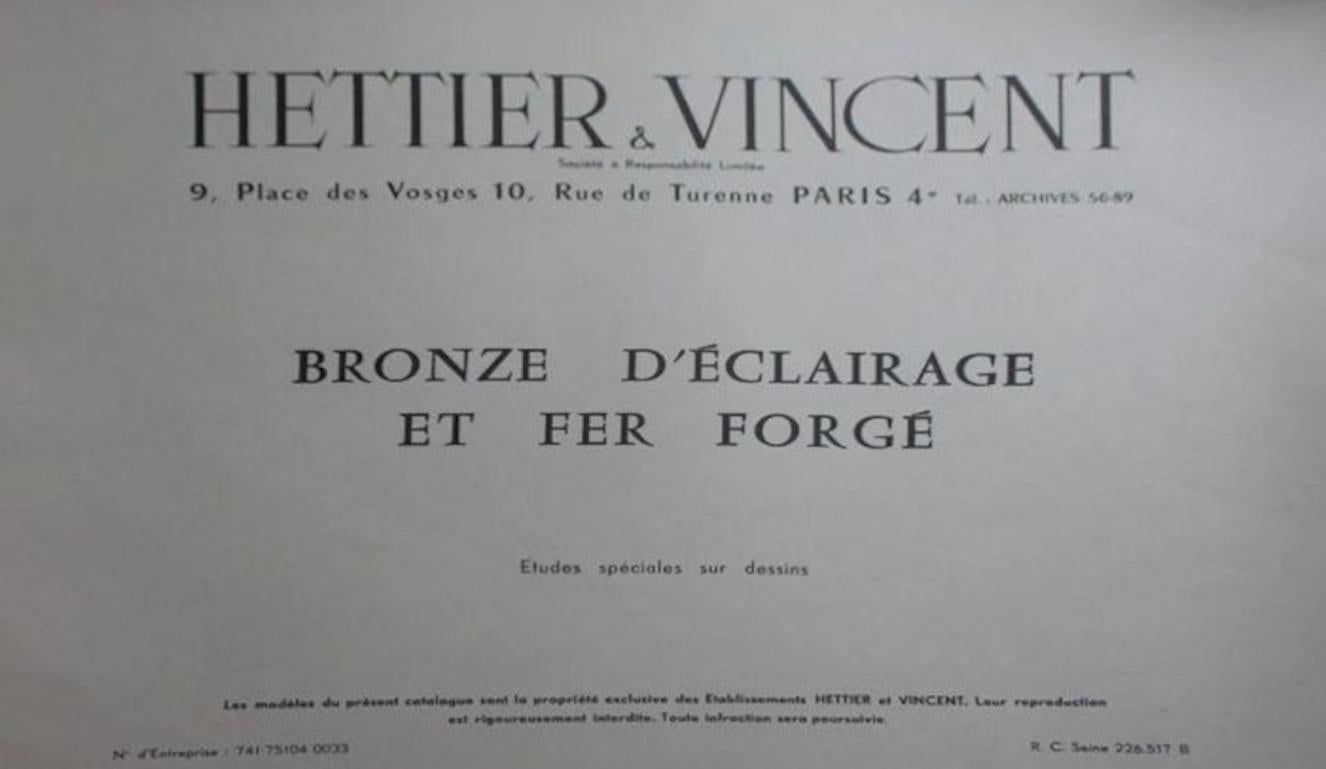 HETTIER & VINCENT
Société à Responsabilité Limitée
9, Place des Vosges 10, Rue de Turenne PARIS 4e Tél. : ARCHIVES 56-89
BRONZE D'ÉCLAIRAGE
ET FER FORGÉ
Etudes spéciales sur dessins
Les modèles du présent catalogue sont la propriété exclusive des Etablissements HETTIER et VINCENT. Leur reproduction
est rigoureusement interdite. Toute infraction sera poursuivie.
N° d'Entreprise : 741-75104 0033
R. C. Seine 226.517 B